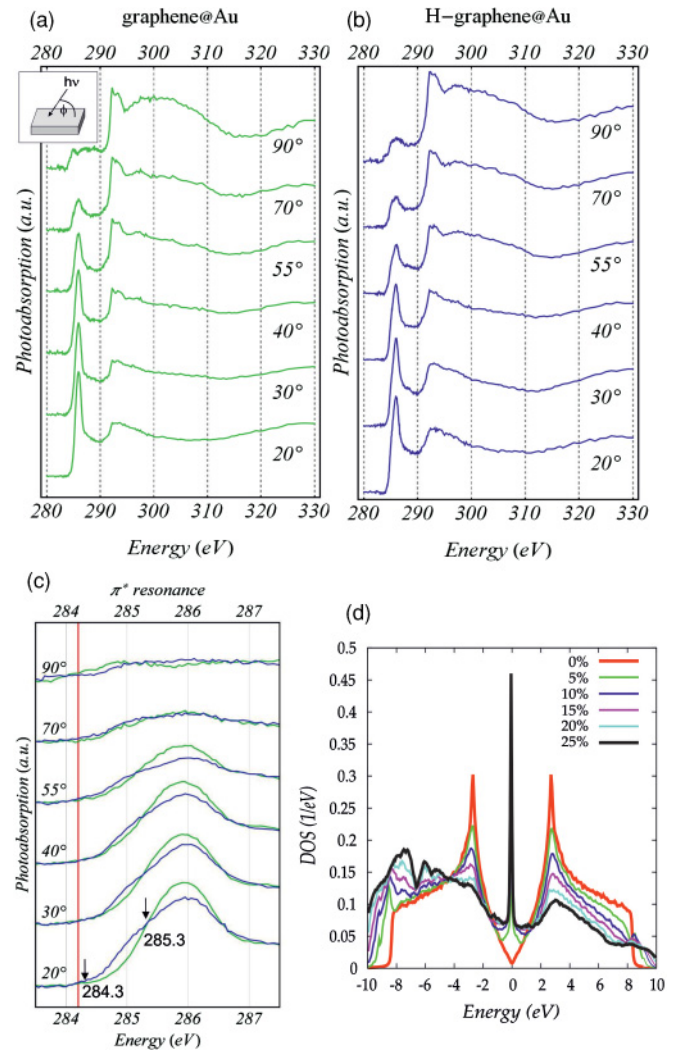 (a) graphene@Au
280 290 300 310 320 330
hν
ϕ
90°
70°
55°
40°
30°
20°
Photoabsorption (a.u.)
280 290 300 310 320 330
Energy (eV)
(b) H-graphene@Au
280 290 300 310 320 330
90°
70°
55°
40°
30°
20°
Photoabsorption (a.u.)
280 290 300 310 320 330
Energy (eV)
(c)
π* resonance
284 285 286 287
90°
70°
55°
40°
30°
20°
285.3
284.3
Photoabsorption (a.u.)
284 285 286 287
Energy (eV)
(d)
0.5
0.45
0.4
0.35
0.3
0.25
0.2
0.15
0.1
0.05
0
DOS (1/eV)
0%
5%
10%
15%
20%
25%
-10 -8 -6 -4 -2 0 2 4 6 8 10
Energy (eV)